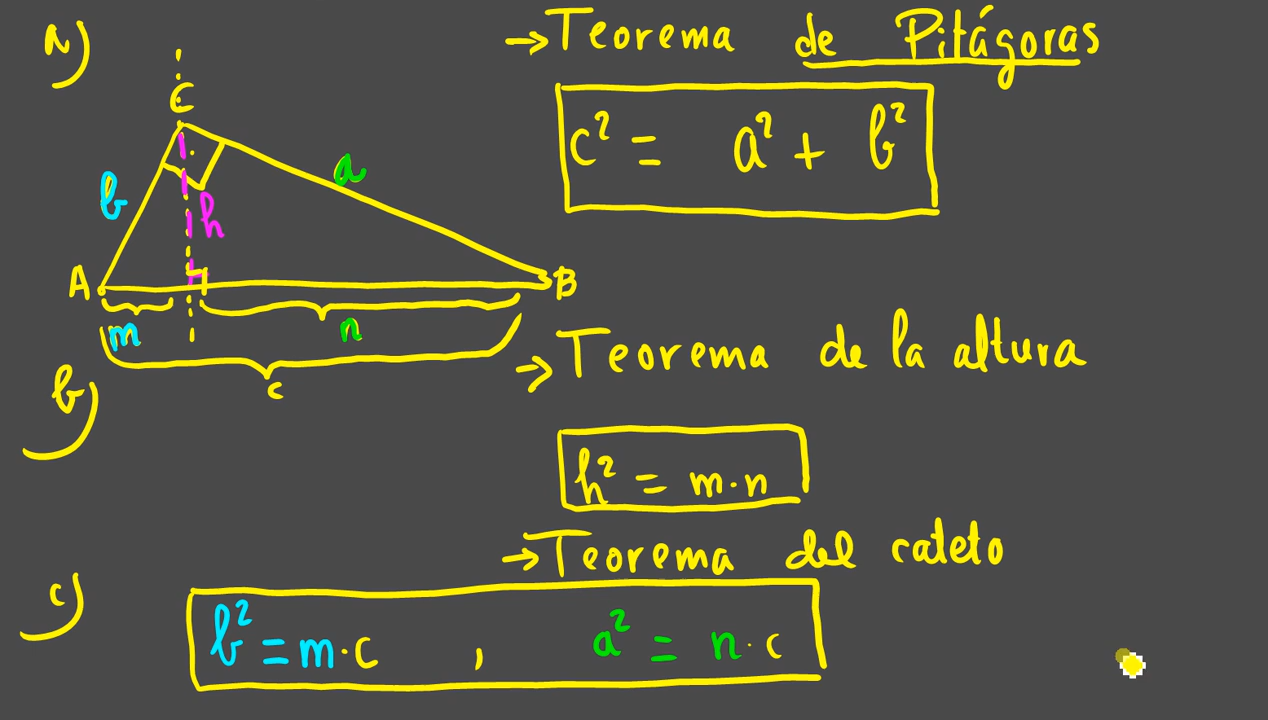 a)
→ Teorema de Pitágoras
C
c² = a² + b²
b
a
h
A
B
m
n
c
b)
→ Teorema de la altura
h² = m·n
→ Teorema del cateto
c)
b² = m·c , a² = n·c